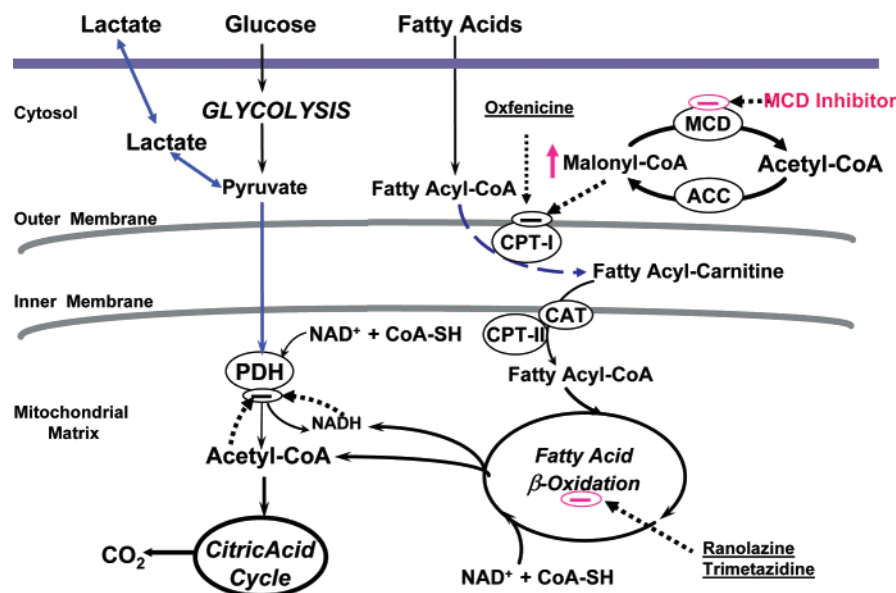 Lactate
Glucose
Fatty Acids
Cytosol
GLYCOLYSIS
Oxfenicine
MCD Inhibitor
MCD
Lactate
Malonyl-CoA
Acetyl-CoA
Pyruvate
Fatty Acyl-CoA
ACC
Outer Membrane
CPT-I
Fatty Acyl-Carnitine
Inner Membrane
CAT
NAD⁺ + CoA-SH
CPT-II
PDH
Fatty Acyl-CoA
Mitochondrial
Matrix
NADH
Acetyl-CoA
Fatty Acid
β-Oxidation
CO₂
CitricAcid
Cycle
Ranolazine
Trimetazidine
NAD⁺ + CoA-SH